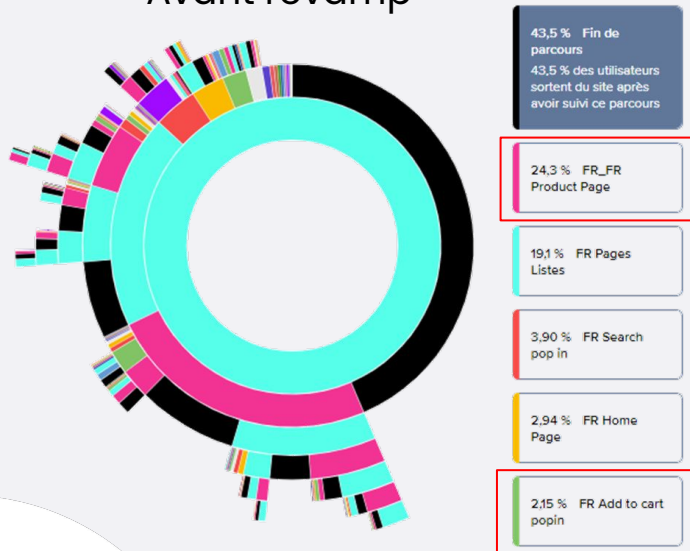 Avant revamp
43,5 % Fin de
parcours
43,5 % des utilisateurs
sortent du site après
avoir suivi ce parcours
24,3 % FR_FR
Product Page
19,1 % FR Pages
Listes
3,90 % FR Search
pop in
2,94 % FR Home
Page
2,15 % FR Add to cart
popin